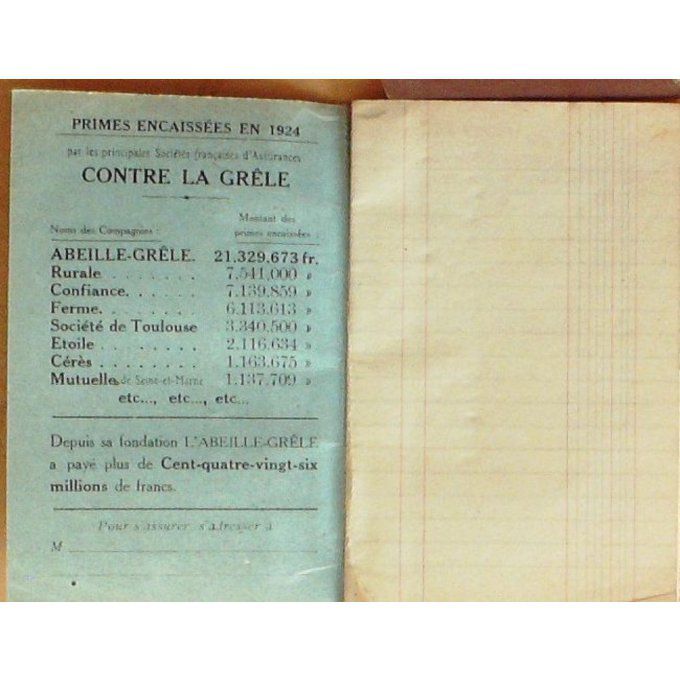 PRIMES ENCAISSÉES EN 1924
par les principales Sociétés françaises d'Assurances
CONTRE LA GRÊLE
Noms des Compagnies : Montant des primes encaissées :
ABEILLE-GRÊLE. 21.329.673 fr.
Rurale . . . . . . . 7.541.000 »
Confiance. . . . . . 7.139.859 »
Ferme. . . . . . . . 6.113.613 »
Société de Toulouse 3.340.500 »
Etoile . . . . . . . . 2.116.634 »
Cérès . . . . . . . . 1.163.675 »
Mutuelle de Seine-et-Marne 1.137.709 »
etc..., etc..., etc...
Depuis sa fondation L'ABEILLE-GRÊLE
a payé plus de Cent-quatre-vingt-six
millions de francs.
Pour s'assurer s'adresser à
M